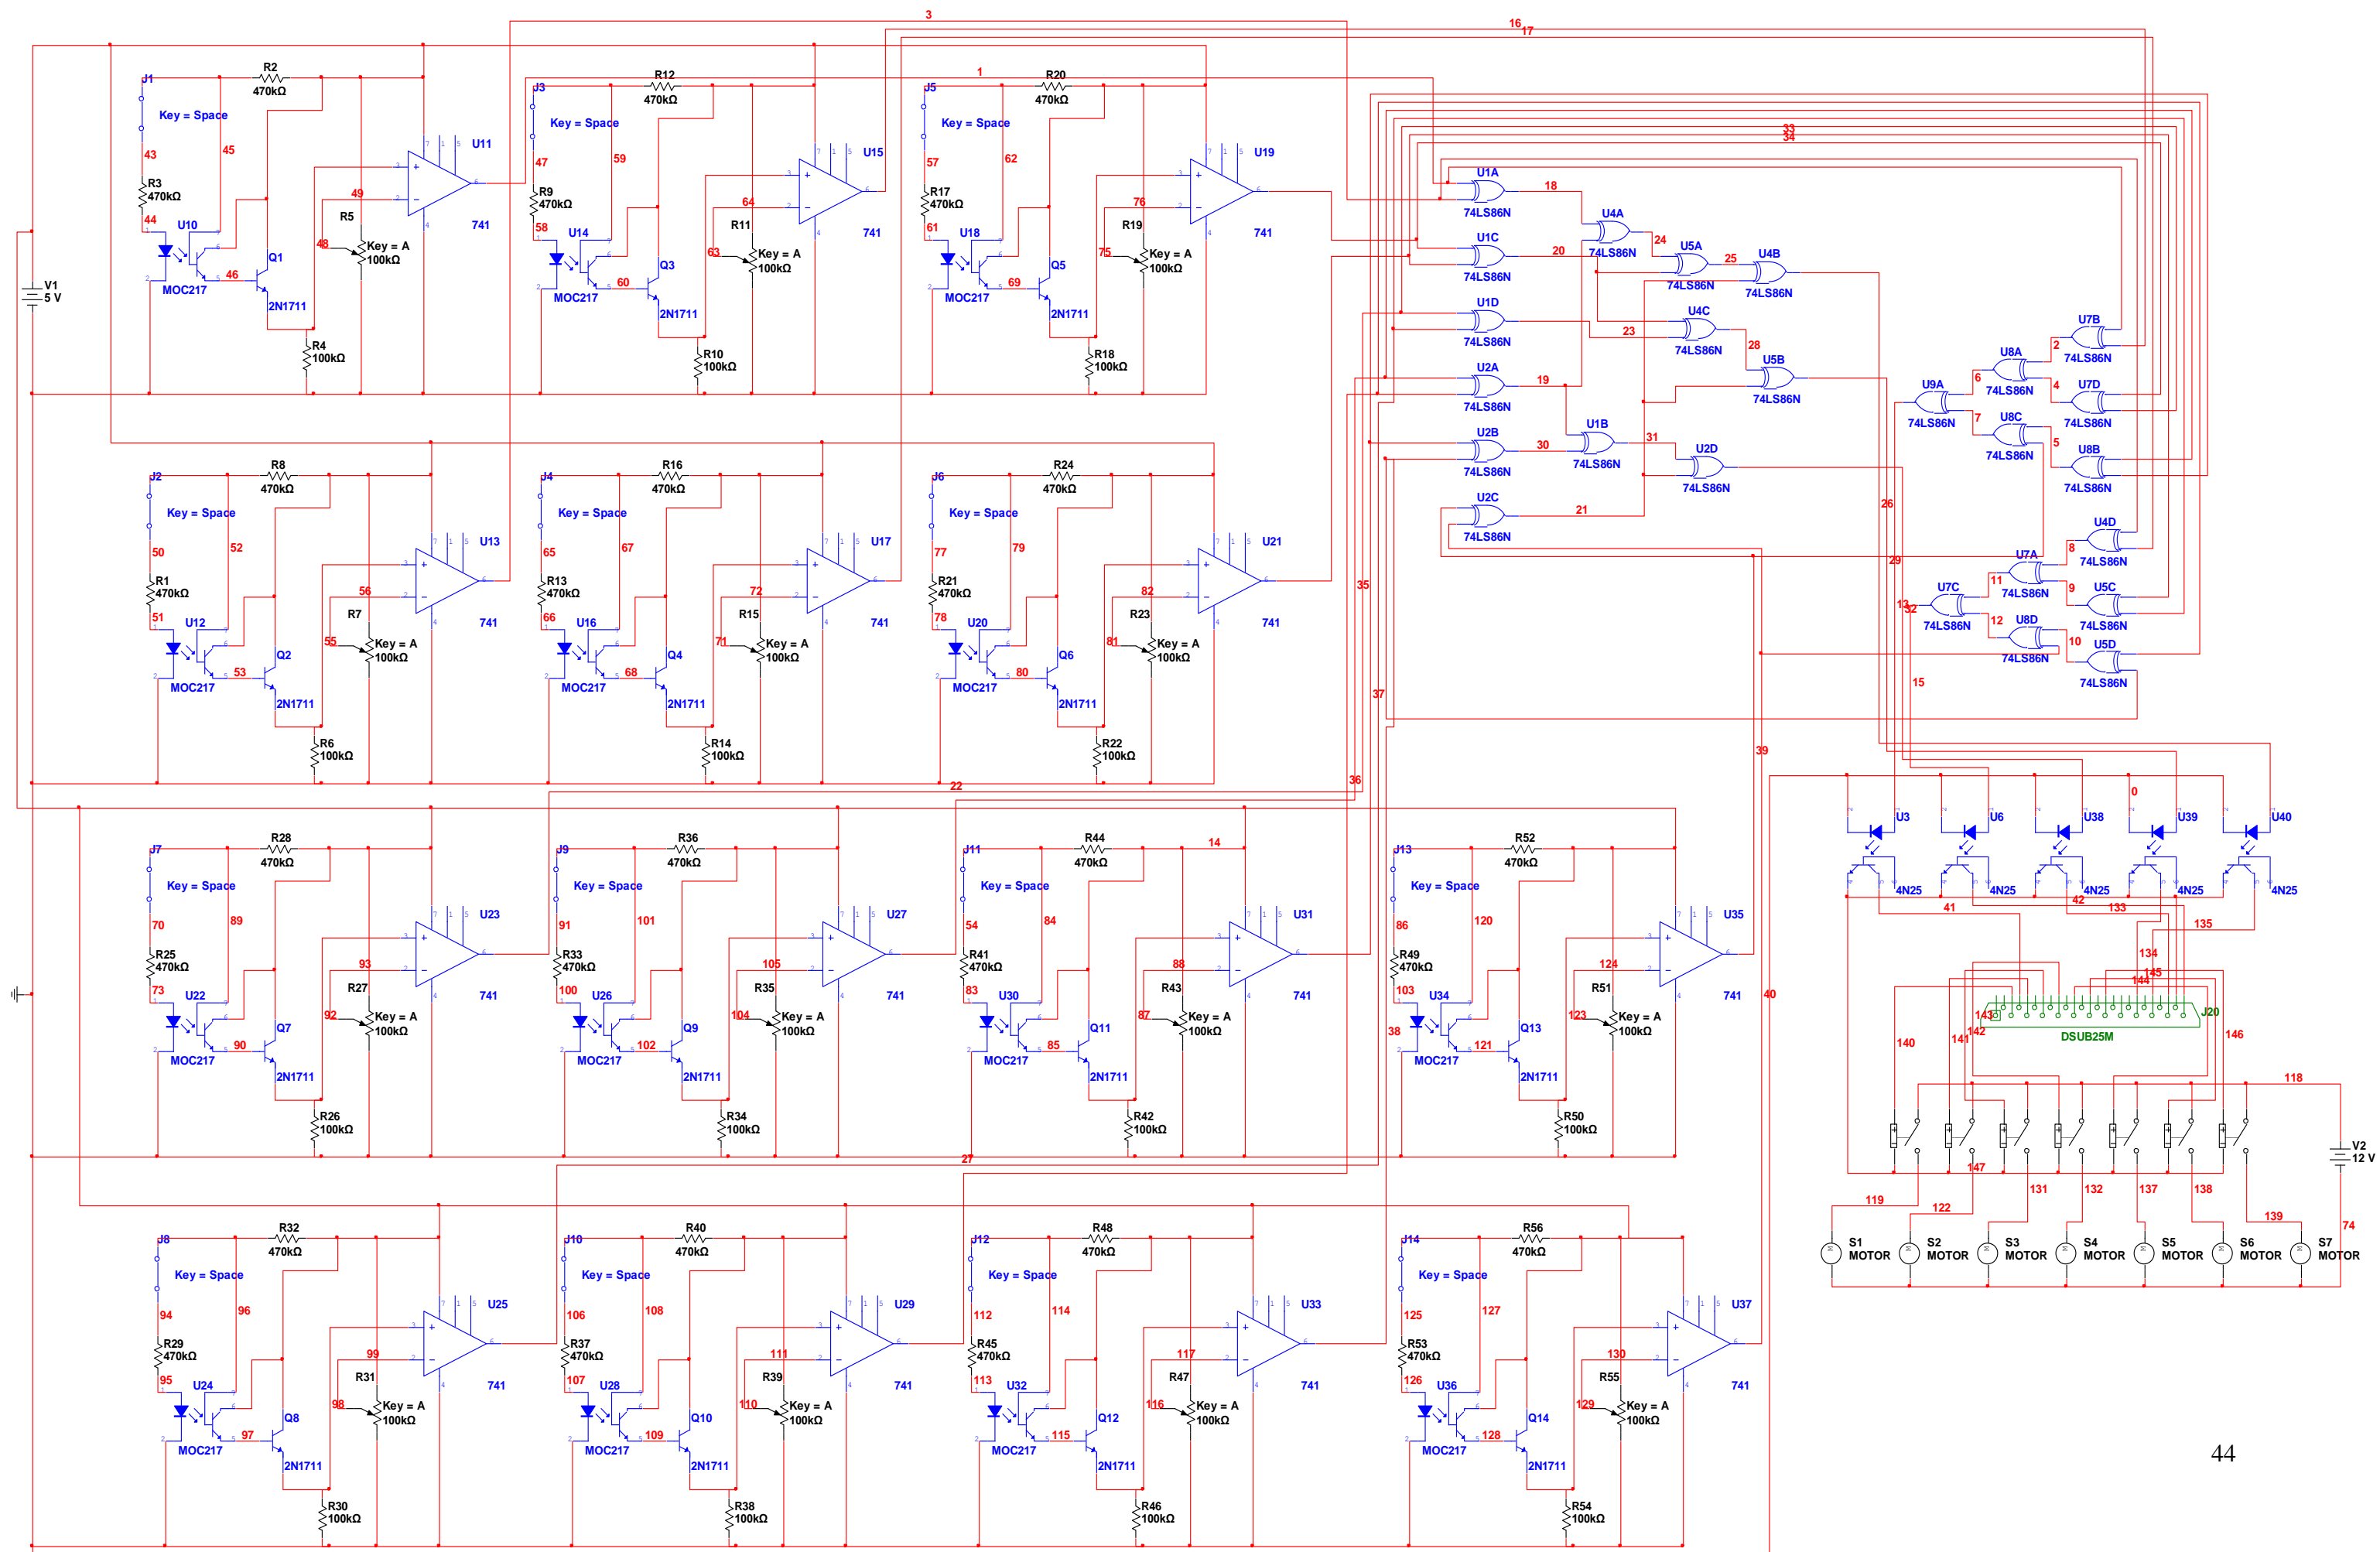 3
16
17
1
J1
R2
470kΩ
Key = Space
43
45
R3
470kΩ
44
U10
MOC217
46
Q1
2N1711
49
48
R5
Key = A
100kΩ
R4
100kΩ
U11
741
J3
R12
470kΩ
Key = Space
47
59
R9
470kΩ
58
U14
MOC217
60
Q3
2N1711
64
63
R11
Key = A
100kΩ
R10
100kΩ
U15
741
J5
R20
470kΩ
Key = Space
57
62
R17
470kΩ
61
U18
MOC217
69
Q5
2N1711
76
75
R19
Key = A
100kΩ
R18
100kΩ
U19
741
V1
5 V
J2
R8
470kΩ
Key = Space
50
52
R1
470kΩ
51
U12
MOC217
53
Q2
2N1711
56
55
R7
Key = A
100kΩ
R6
100kΩ
U13
741
J4
R16
470kΩ
Key = Space
65
67
R13
470kΩ
66
U16
MOC217
68
Q4
2N1711
72
71
R15
Key = A
100kΩ
R14
100kΩ
U17
741
J6
R24
470kΩ
Key = Space
77
79
R21
470kΩ
78
U20
MOC217
80
Q6
2N1711
82
81
R23
Key = A
100kΩ
R22
100kΩ
U21
741
33
34
U1A
74LS86N
18
U4A
74LS86N
24
U5A
74LS86N
25
U4B
74LS86N
U1C
74LS86N
20
U1D
74LS86N
23
U4C
74LS86N
28
U5B
74LS86N
U2A
74LS86N
19
U2B
74LS86N
30
U1B
74LS86N
31
U2D
74LS86N
U2C
74LS86N
21
U7B
74LS86N
2
U8A
74LS86N
6
U9A
74LS86N
4
U7D
74LS86N
7
U8C
74LS86N
5
U8B
74LS86N
26
29
U4D
74LS86N
8
U7A
74LS86N
11
9
U5C
74LS86N
13
32
U7C
74LS86N
12
U8D
74LS86N
10
U5D
74LS86N
15
35
37
36
39
22
14
27
38
40
J7
R28
470kΩ
Key = Space
70
89
R25
470kΩ
73
U22
MOC217
90
Q7
2N1711
93
92
R27
Key = A
100kΩ
R26
100kΩ
U23
741
J9
R36
470kΩ
Key = Space
91
101
R33
470kΩ
100
U26
MOC217
102
Q9
2N1711
105
104
R35
Key = A
100kΩ
R34
100kΩ
U27
741
J11
R44
470kΩ
Key = Space
54
84
R41
470kΩ
83
U30
MOC217
85
Q11
2N1711
88
87
R43
Key = A
100kΩ
R42
100kΩ
U31
741
J13
R52
470kΩ
Key = Space
86
120
R49
470kΩ
103
U34
MOC217
121
Q13
2N1711
124
123
R51
Key = A
100kΩ
R50
100kΩ
U35
741
0
U3
4N25
U6
4N25
U38
4N25
U39
4N25
U40
4N25
41
42
133
135
134
145
144
143
142
141
140
146
J20
DSUB25M
118
V2
12 V
147
119
122
131
132
137
138
139
74
S1
MOTOR
S2
MOTOR
S3
MOTOR
S4
MOTOR
S5
MOTOR
S6
MOTOR
S7
MOTOR
J8
R32
470kΩ
Key = Space
94
96
R29
470kΩ
95
U24
MOC217
97
Q8
2N1711
99
98
R31
Key = A
100kΩ
R30
100kΩ
U25
741
J10
R40
470kΩ
Key = Space
106
108
R37
470kΩ
107
U28
MOC217
109
Q10
2N1711
111
110
R39
Key = A
100kΩ
R38
100kΩ
U29
741
J12
R48
470kΩ
Key = Space
112
114
R45
470kΩ
113
U32
MOC217
115
Q12
2N1711
117
116
R47
Key = A
100kΩ
R46
100kΩ
U33
741
J14
R56
470kΩ
Key = Space
125
127
R53
470kΩ
126
U36
MOC217
128
Q14
2N1711
130
129
R55
Key = A
100kΩ
R54
100kΩ
U37
741
44